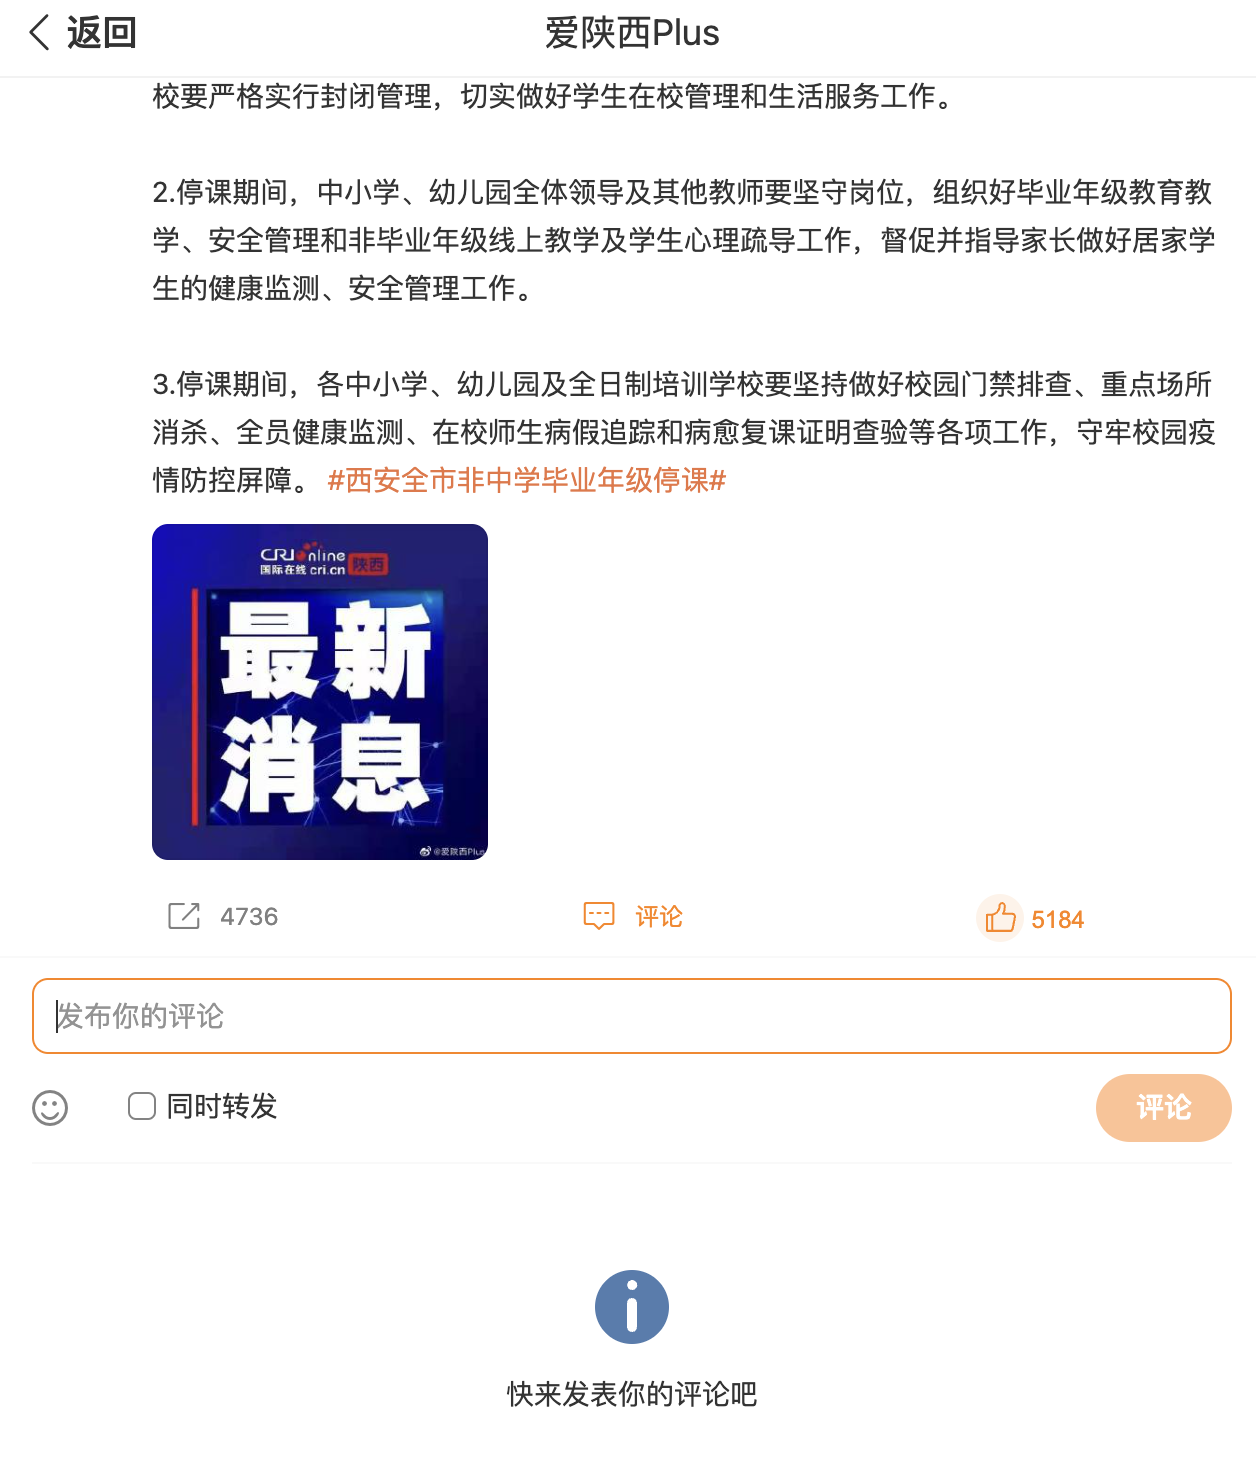 返回
爱陕西Plus
校要严格实行封闭管理，切实做好学生在校管理和生活服务工作。
2.停课期间，中小学、幼儿园全体领导及其他教师要坚守岗位，组织好毕业年级教育教
学、安全管理和非毕业年级线上教学及学生心理疏导工作，督促并指导家长做好居家学
生的健康监测、安全管理工作。
3.停课期间，各中小学、幼儿园及全日制培训学校要坚持做好校园门禁排查、重点场所
消杀、全员健康监测、在校师生病假追踪和病愈复课证明查验等各项工作，守牢校园疫
情防控屏障。 #西安全市非中学毕业年级停课#
CRI Online
国际在线 cri.cn 陕西
最新
消息
@爱陕西Plus
4736
评论
5184
发布你的评论
同时转发
评论
快来发表你的评论吧